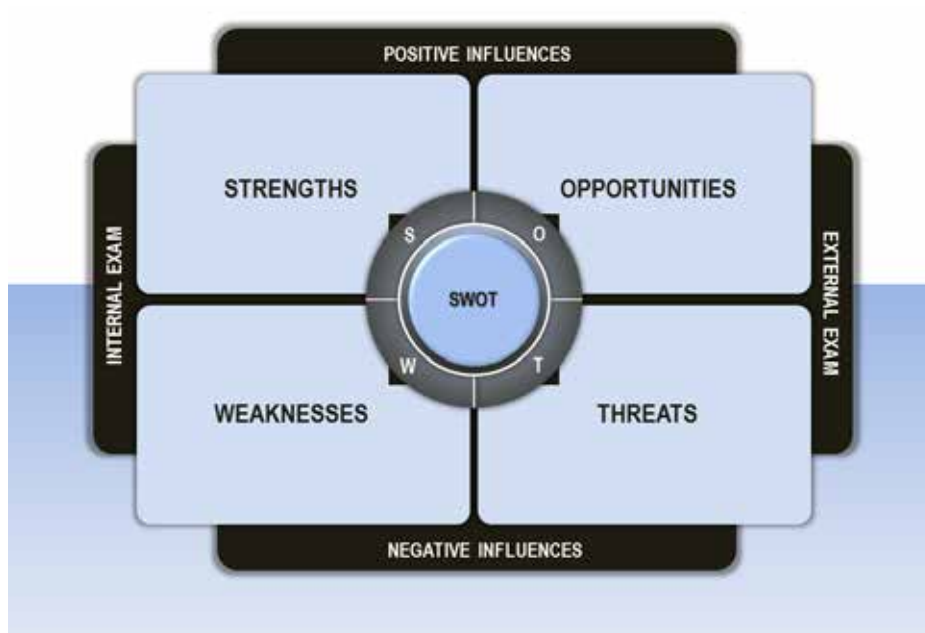 POSITIVE INFLUENCES
STRENGTHS
OPPORTUNITIES
S
O
INTERNAL EXAM
SWOT
EXTERNAL EXAM
W
T
WEAKNESSES
THREATS
NEGATIVE INFLUENCES